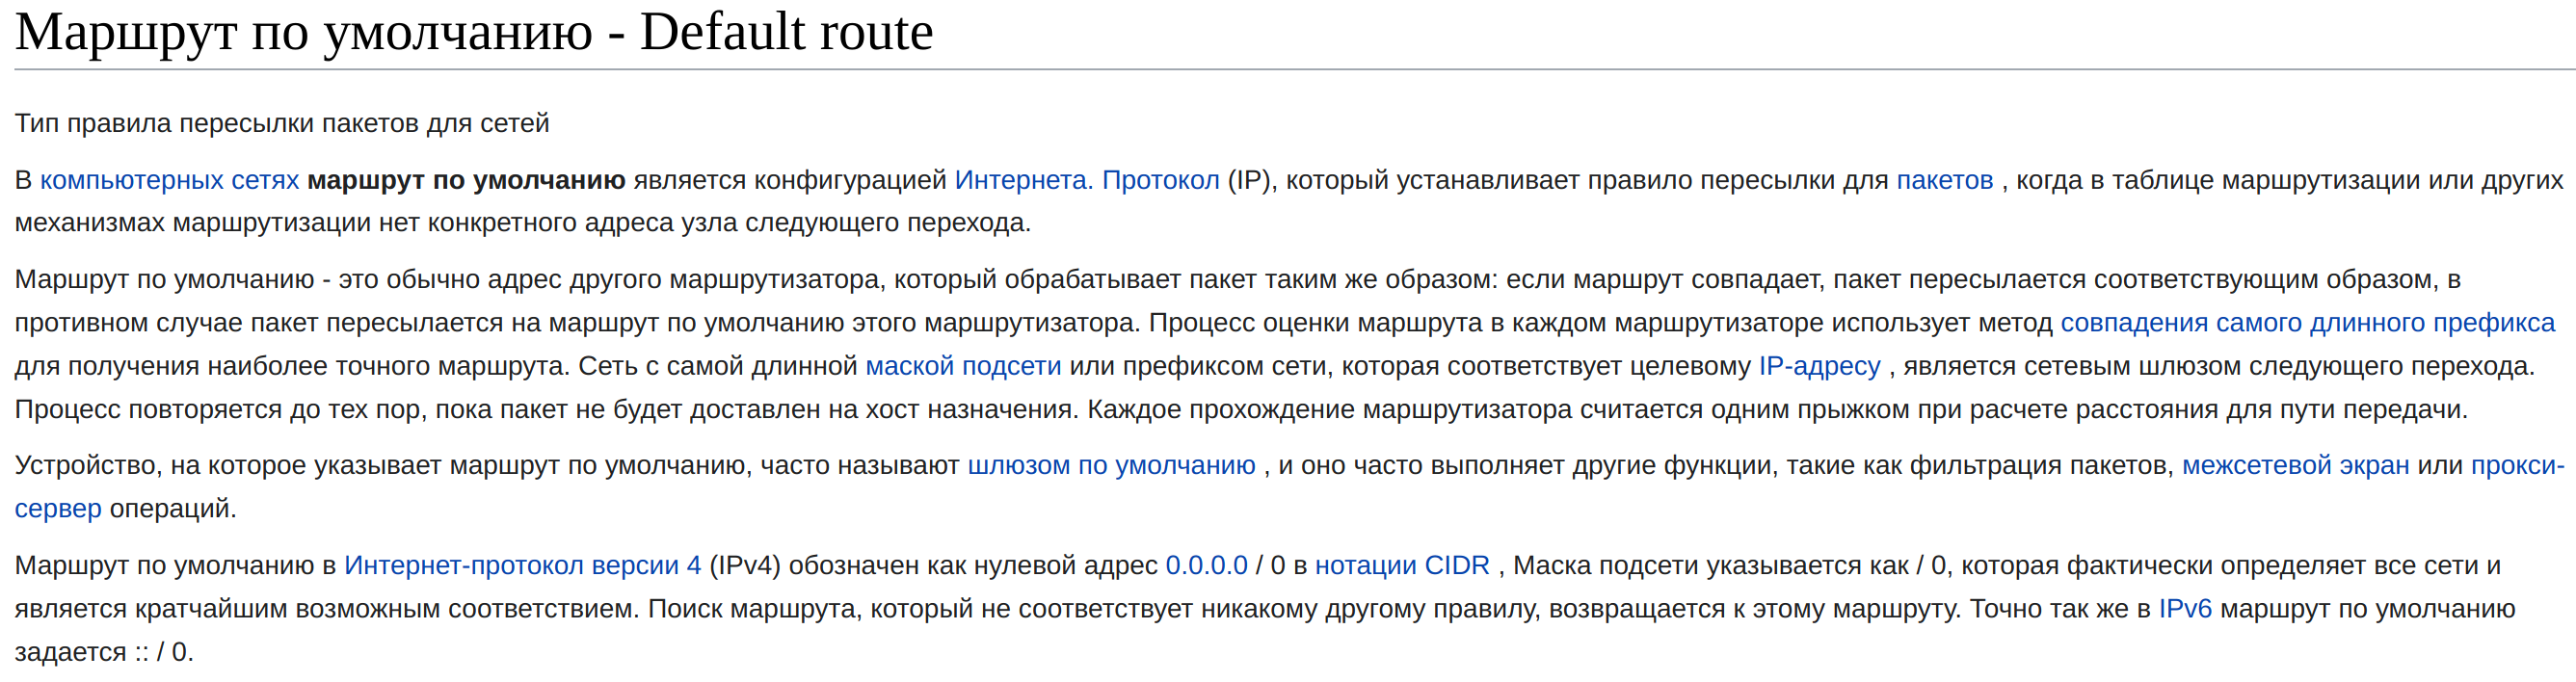 Маршрут по умолчанию - Default route
Тип правила пересылки пакетов для сетей
В компьютерных сетях маршрут по умолчанию является конфигурацией Интернета. Протокол (IP), который устанавливает правило пересылки для пакетов , когда в таблице маршрутизации или других
механизмах маршрутизации нет конкретного адреса узла следующего перехода.
Маршрут по умолчанию - это обычно адрес другого маршрутизатора, который обрабатывает пакет таким же образом: если маршрут совпадает, пакет пересылается соответствующим образом, в
противном случае пакет пересылается на маршрут по умолчанию этого маршрутизатора. Процесс оценки маршрута в каждом маршрутизаторе использует метод совпадения самого длинного префикса
для получения наиболее точного маршрута. Сеть с самой длинной маской подсети или префиксом сети, которая соответствует целевому IP-адресу , является сетевым шлюзом следующего перехода.
Процесс повторяется до тех пор, пока пакет не будет доставлен на хост назначения. Каждое прохождение маршрутизатора считается одним прыжком при расчете расстояния для пути передачи.
Устройство, на которое указывает маршрут по умолчанию, часто называют шлюзом по умолчанию , и оно часто выполняет другие функции, такие как фильтрация пакетов, межсетевой экран или прокси-
сервер операций.
Маршрут по умолчанию в Интернет-протокол версии 4 (IPv4) обозначен как нулевой адрес 0.0.0.0 / 0 в нотации CIDR , Маска подсети указывается как / 0, которая фактически определяет все сети и
является кратчайшим возможным соответствием. Поиск маршрута, который не соответствует никакому другому правилу, возвращается к этому маршруту. Точно так же в IPv6 маршрут по умолчанию
задается :: / 0.